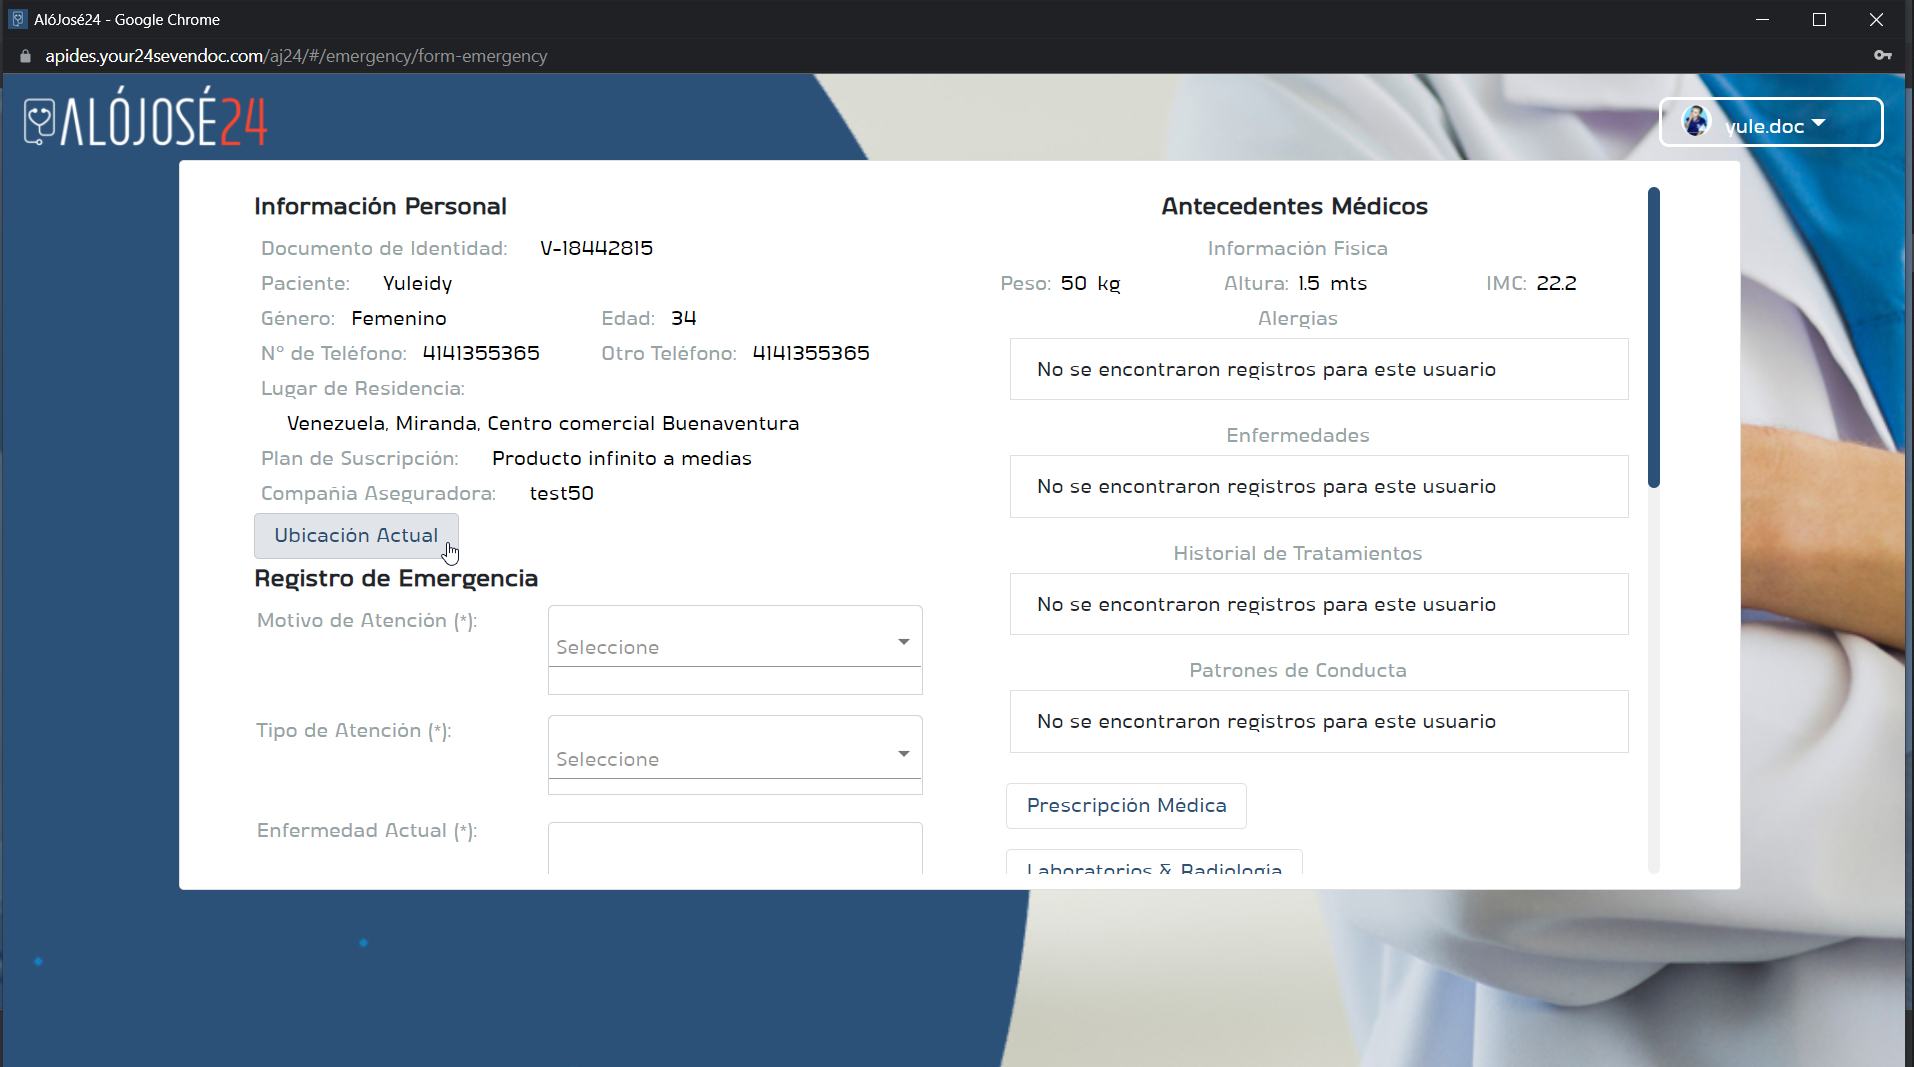 AlóJosé24 - Google Chrome
apides.your24sevendoc.com/aj24/#/emergency/form-emergency
ALÓJOSÉ24
yule.doc
Información Personal
Documento de Identidad: V-18442815
Paciente: Yuleidy
Género: Femenino Edad: 34
N° de Teléfono: 4141355365 Otro Teléfono: 4141355365
Lugar de Residencia:
Venezuela, Miranda, Centro comercial Buenaventura
Plan de Suscripción: Producto infinito a medias
Compañia Aseguradora: test50
Ubicación Actual
Registro de Emergencia
Motivo de Atención (*):
Seleccione
Tipo de Atención (*):
Seleccione
Enfermedad Actual (*):
Antecedentes Médicos
Información Fisica
Peso: 50 kg Altura: 1.5 mts IMC: 22.2
Alergias
No se encontraron registros para este usuario
Enfermedades
No se encontraron registros para este usuario
Historial de Tratamientos
No se encontraron registros para este usuario
Patrones de Conducta
No se encontraron registros para este usuario
Prescripción Médica
Laboratorios & Radiología